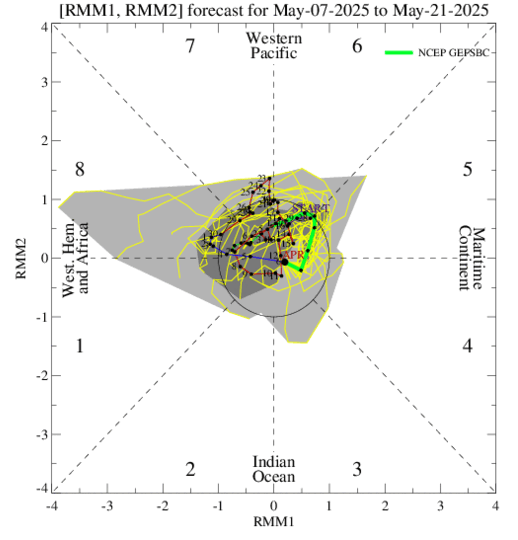 [RMM1, RMM2] forecast for May-07-2025 to May-21-2025
4
7
Western
Pacific
6
NCEP GEFSBC
3
2
8
5
1
START
APR
RMM2
West. Hem.
and Africa
0
Maritime
Continent
-1
1
4
-2
-3
2
Indian
Ocean
3
-4
-4 -3 -2 -1 0 1 2 3 4
RMM1